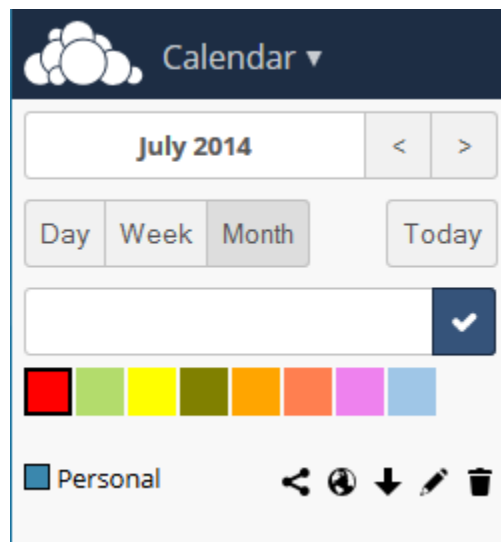 Calendar ▾
July 2014 < >
Day Week Month Today
Personal